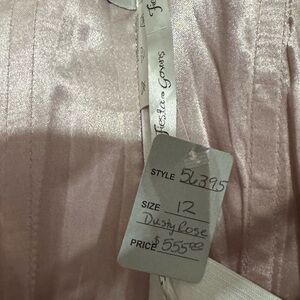 Fiesta Gowns
STYLE 56395
SIZE 12
Dusty Rose
PRICE $555.00